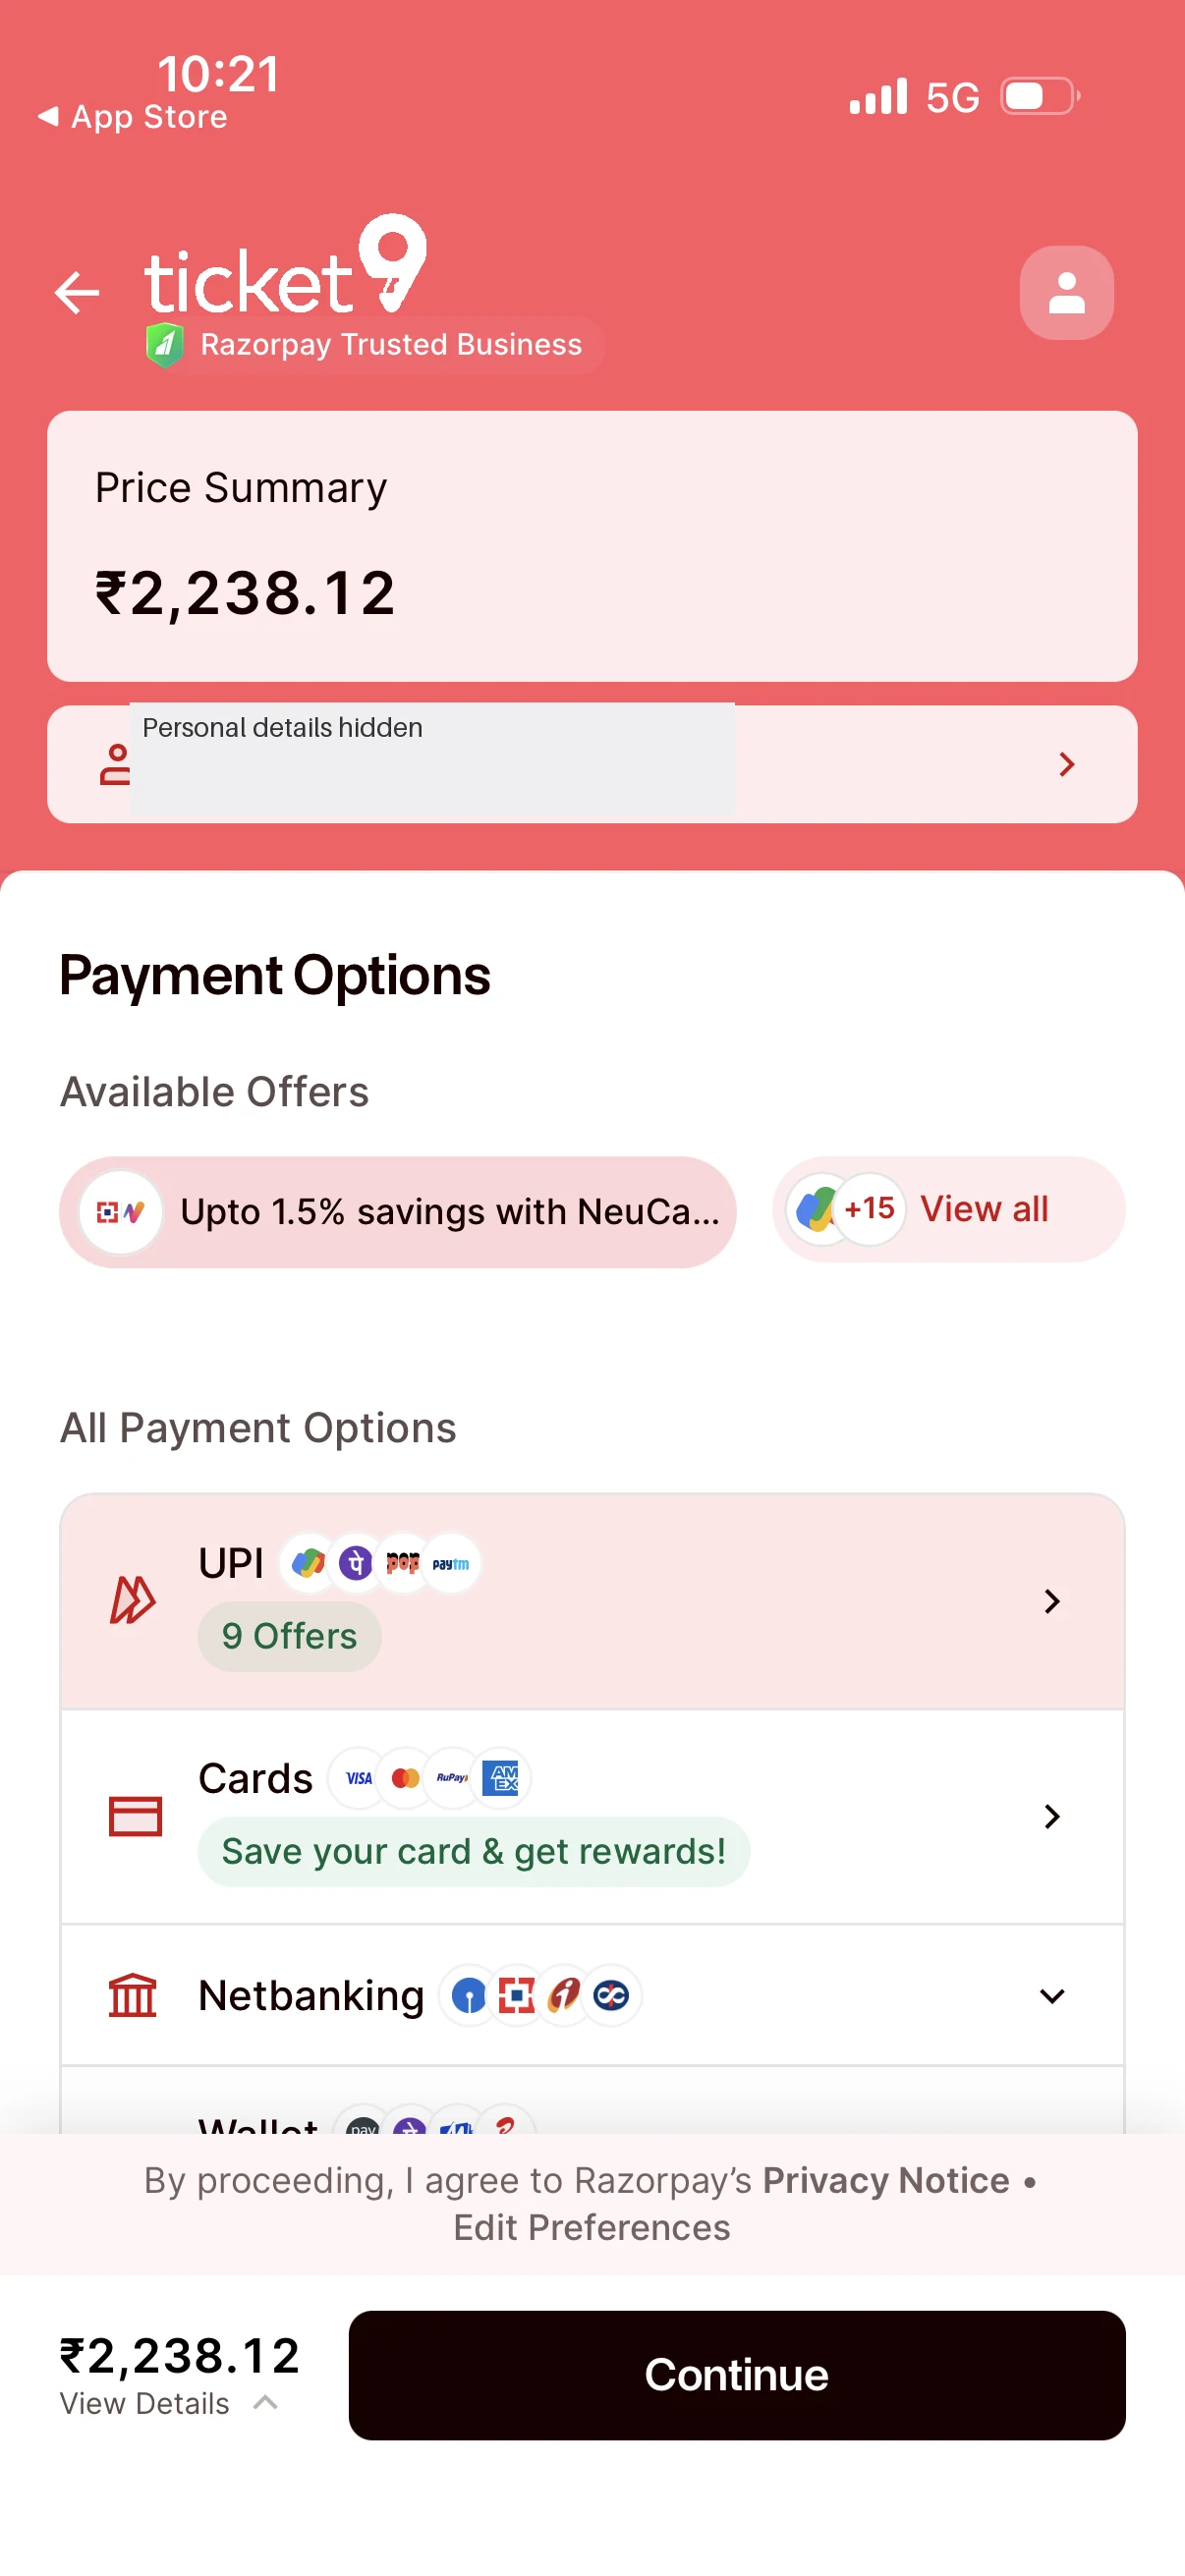 10:21
App Store
5G
ticket9
Razorpay Trusted Business
Price Summary
₹2,238.12
Personal details hidden
Payment Options
Available Offers
Upto 1.5% savings with NeuCa...
+15
View all
All Payment Options
UPI
पे
pop
paytm
9 Offers
Cards
VISA
RuPay
AM
EX
Save your card & get rewards!
Netbanking
Wallet
pay
By proceeding, I agree to Razorpay's Privacy Notice •
Edit Preferences
₹2,238.12
View Details
Continue